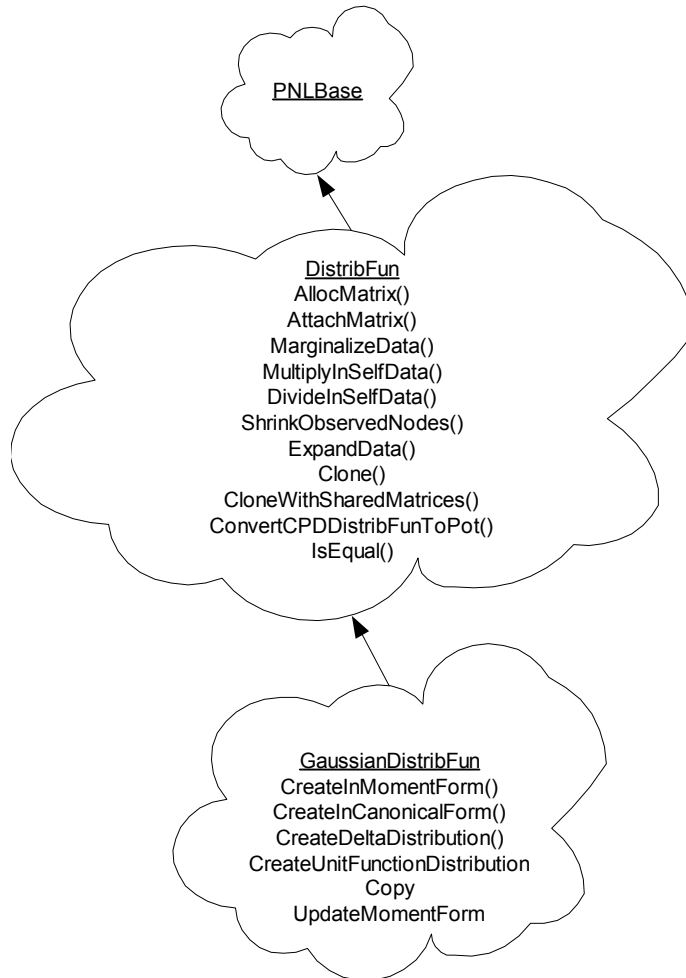 PNLBase
DistribFun
AllocMatrix()
AttachMatrix()
MarginalizeData()
MultiplyInSelfData()
DivideInSelfData()
ShrinkObservedNodes()
ExpandData()
Clone()
CloneWithSharedMatrices()
ConvertCPDDistribFunToPot()
IsEqual()
GaussianDistribFun
CreateInMomentForm()
CreateInCanonicalForm()
CreateDeltaDistribution()
CreateUnitFunctionDistribution
Copy
UpdateMomentForm